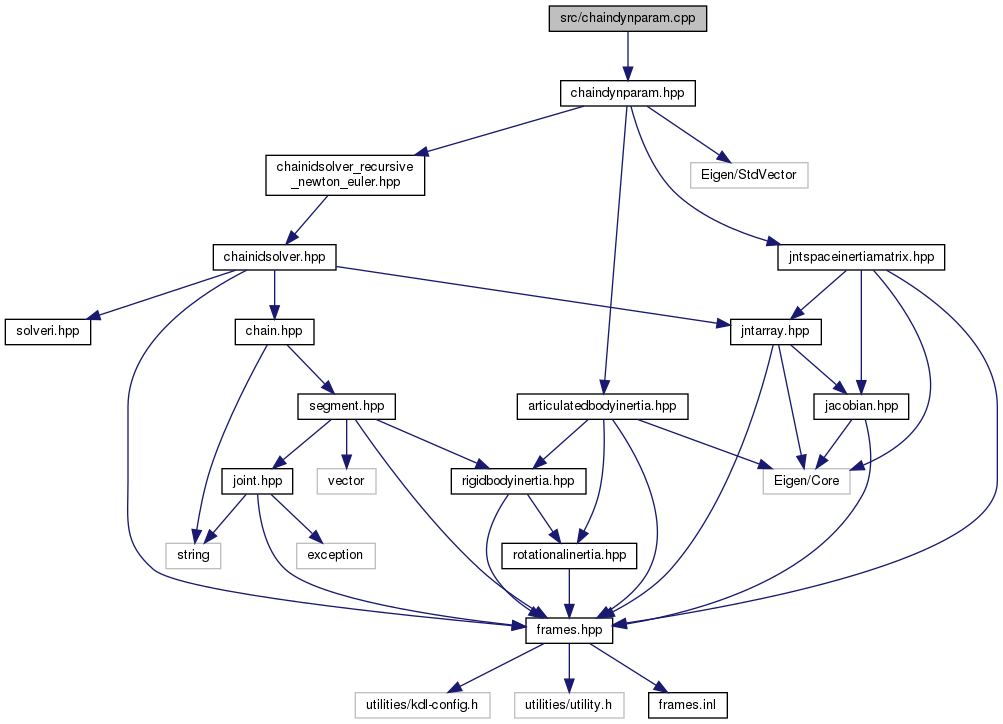 src/chaindynparam.cpp
chaindynparam.hpp
chainidsolver_recursive
_newton_euler.hpp
Eigen/StdVector
chainidsolver.hpp
jntspaceinertiamatrix.hpp
solveri.hpp
chain.hpp
jntarray.hpp
segment.hpp
articulatedbodyinertia.hpp
jacobian.hpp
joint.hpp
vector
rigidbodyinertia.hpp
Eigen/Core
string
exception
rotationalinertia.hpp
frames.hpp
utilities/kdl-config.h
utilities/utility.h
frames.inl